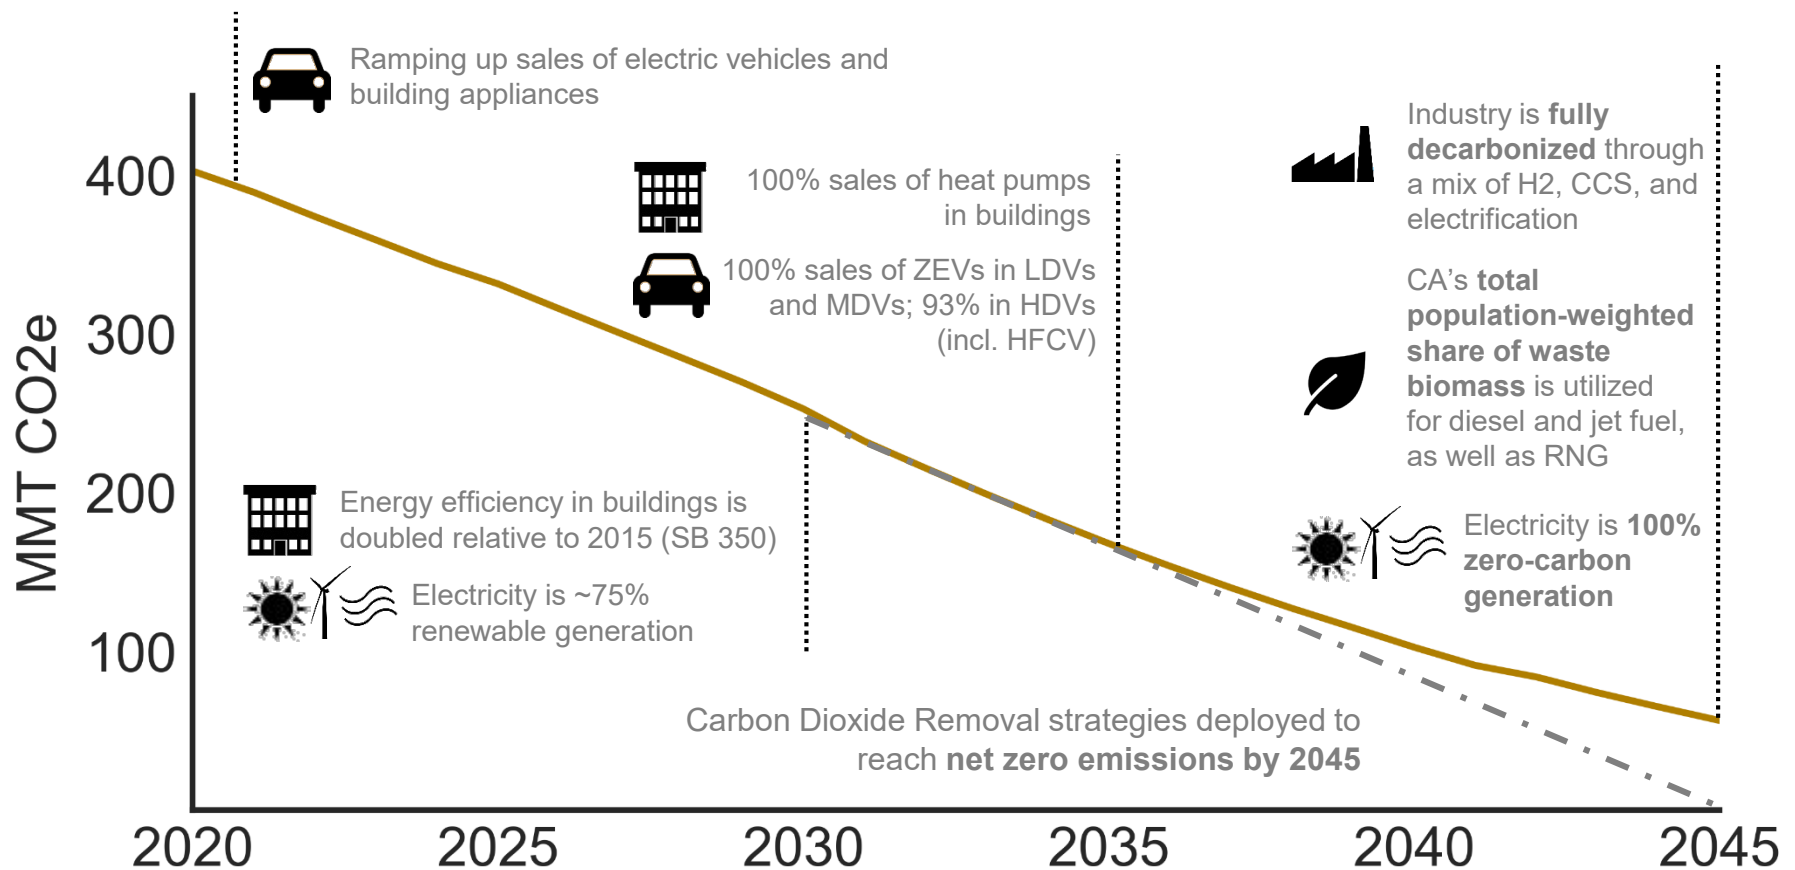 Ramping up sales of electric vehicles and
building appliances
Industry is fully
decarbonized through
a mix of H2, CCS, and
electrification
100% sales of heat pumps
in buildings
100% sales of ZEVs in LDVs
and MDVs; 93% in HDVs
(incl. HFCV)
CA's total
population-weighted
share of waste
biomass is utilized
for diesel and jet fuel,
as well as RNG
Energy efficiency in buildings is
doubled relative to 2015 (SB 350)
Electricity is ~75%
renewable generation
Electricity is 100%
zero-carbon
generation
Carbon Dioxide Removal strategies deployed to
reach net zero emissions by 2045
MMT CO2e
400
300
200
100
2020
2025
2030
2035
2040
2045